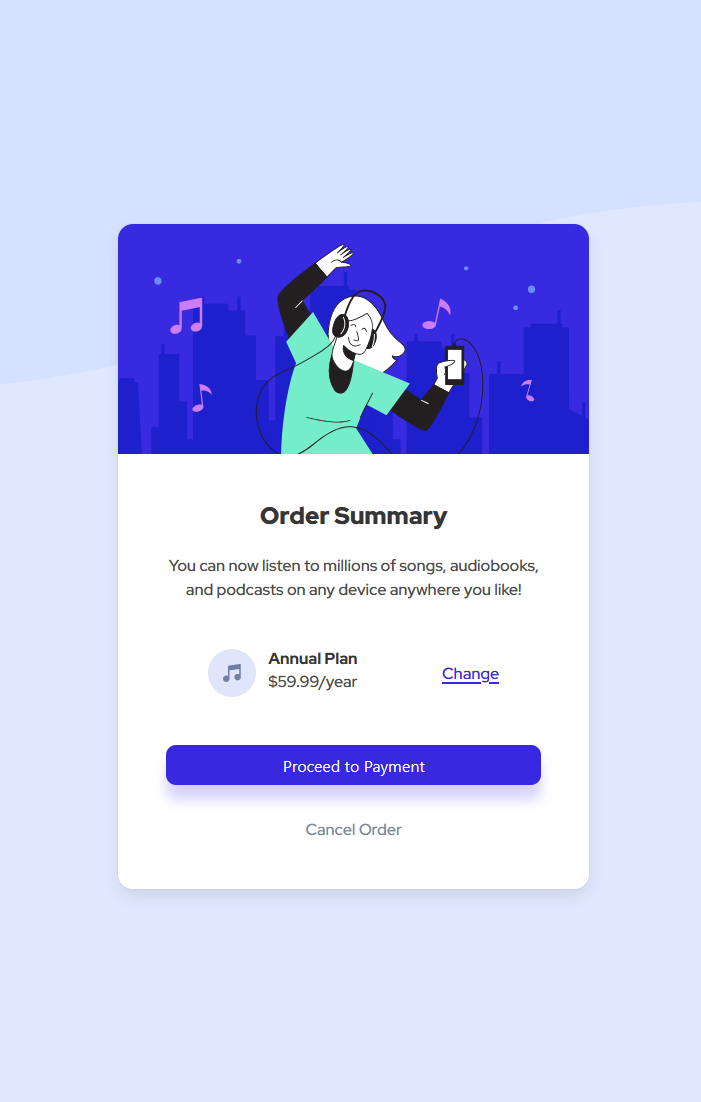 Order Summary
You can now listen to millions of songs, audiobooks,
and podcasts on any device anywhere you like!
Annual Plan
$59.99/year
Change
Proceed to Payment
Cancel Order